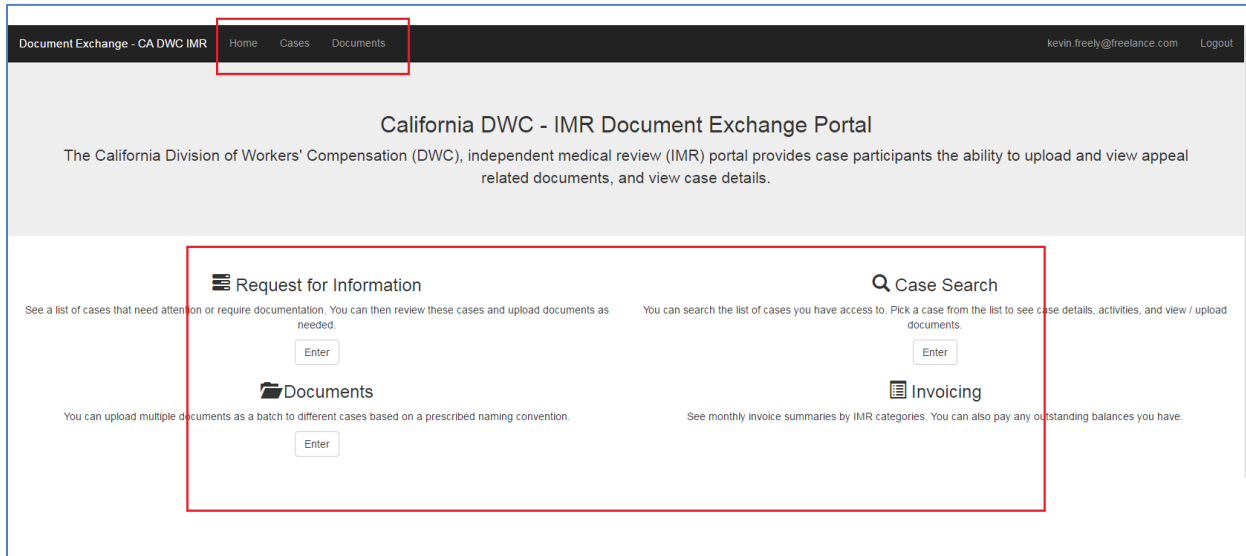 Document Exchange - CA DWC IMR Home Cases Documents kevin.freely@freelance.com Logout
California DWC - IMR Document Exchange Portal
The California Division of Workers' Compensation (DWC), independent medical review (IMR) portal provides case participants the ability to upload and view appeal
related documents, and view case details.
Request for Information
See a list of cases that need attention or require documentation. You can then review these cases and upload documents as
needed.
Enter
Case Search
You can search the list of cases you have access to. Pick a case from the list to see case details, activities, and view / upload
documents.
Enter
Documents
You can upload multiple documents as a batch to different cases based on a prescribed naming convention.
Enter
Invoicing
See monthly invoice summaries by IMR categories. You can also pay any outstanding balances you have.